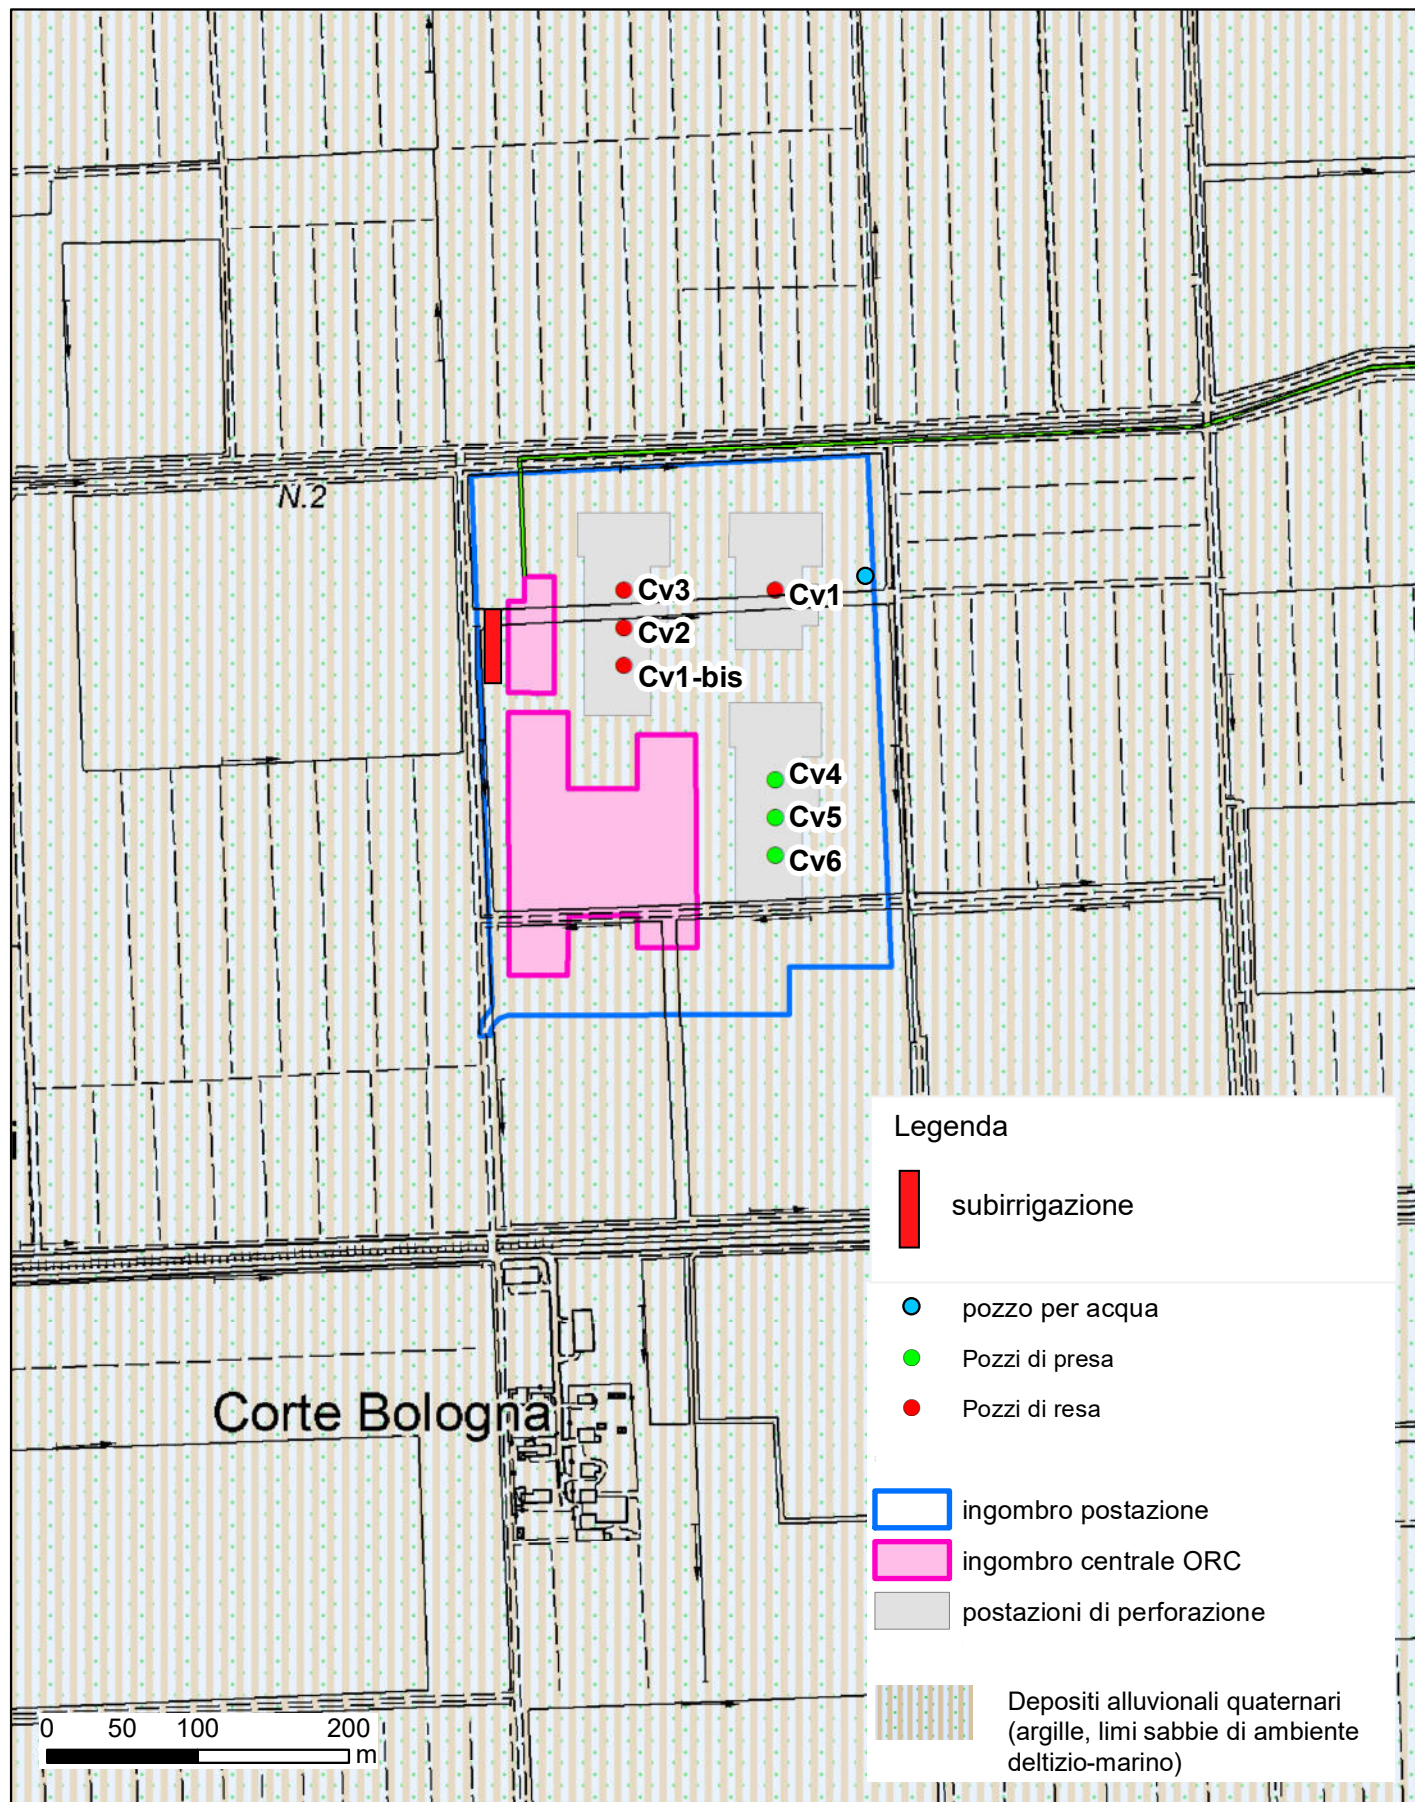 N.2
Cv3
Cv1
Cv2
Cv1-bis
Cv4
Cv5
Cv6
Legenda
subirrigazione
pozzo per acqua
Pozzi di presa
Pozzi di resa
Corte Bologna
ingombro postazione
ingombro centrale ORC
postazioni di perforazione
Depositi alluvionali quaternari
(argille, limi sabbie di ambiente
deltizio-marino)
0 50 100 200
m